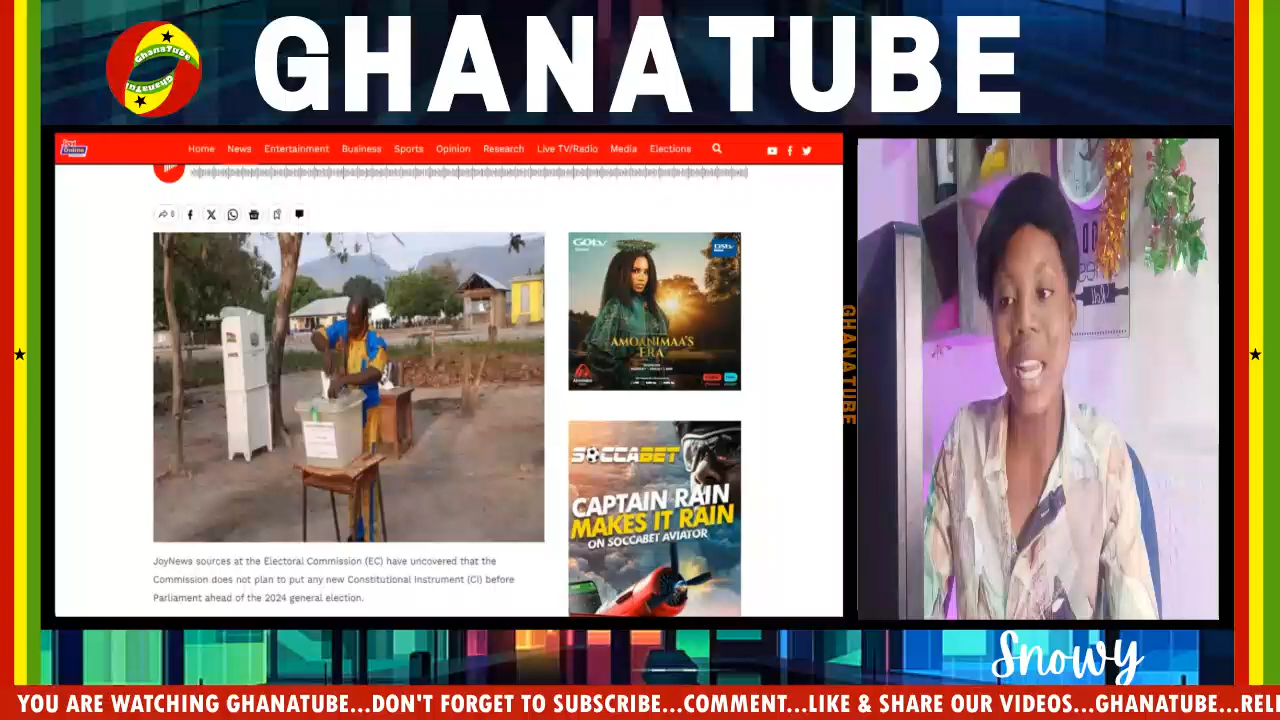 GHANATUBE
GhanaTube
Online
Home News Entertainment Business Sports Opinion Research Live TV/Radio Media Elections
GOtv
DStv
AMOANIMAA'S
ERA
SOCCABET
CAPTAIN RAIN
MAKES IT RAIN
ON SOCCABET AVIATOR
JoyNews sources at the Electoral Commission (EC) have uncovered that the
Commission does not plan to put any new Constitutional Instrument (CI) before
Parliament ahead of the 2024 general election.
GHANATUBE
Snowy
YOU ARE WATCHING GHANATUBE...DON'T FORGET TO SUBSCRIBE...COMMENT...LIKE & SHARE OUR VIDEOS...GHANATUBE...RELI